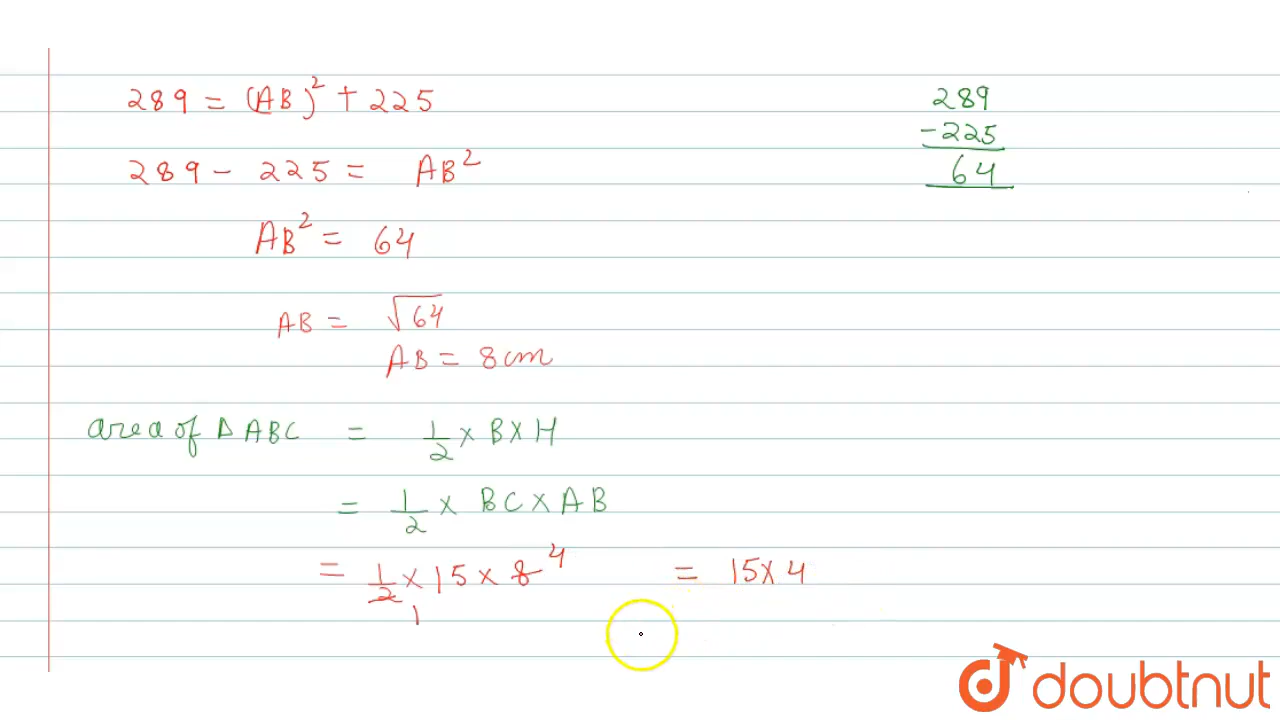 289 = (AB)² + 225
289 - 225 = AB²
AB² = 64
AB = √64
AB = 8cm
area of Δ ABC = 1/2 × B × H
= 1/2 × BC × AB
= 1/2 × 15 × 8 4 = 15 × 4
1
289
-225
64
doubtnut